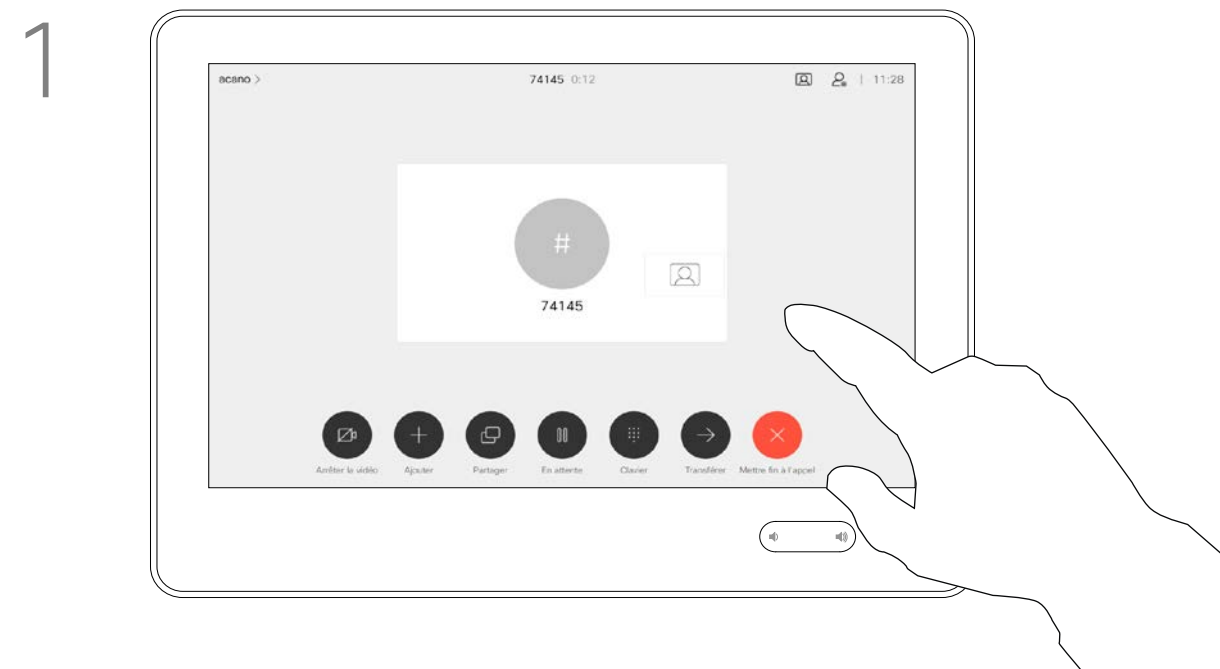 1
acano >
74145 0:12
| 11:28
#
74145
Arrêter la vidéo
Ajouter
Partager
En attente
Clavier
Transférer
Mettre fin à l'appel